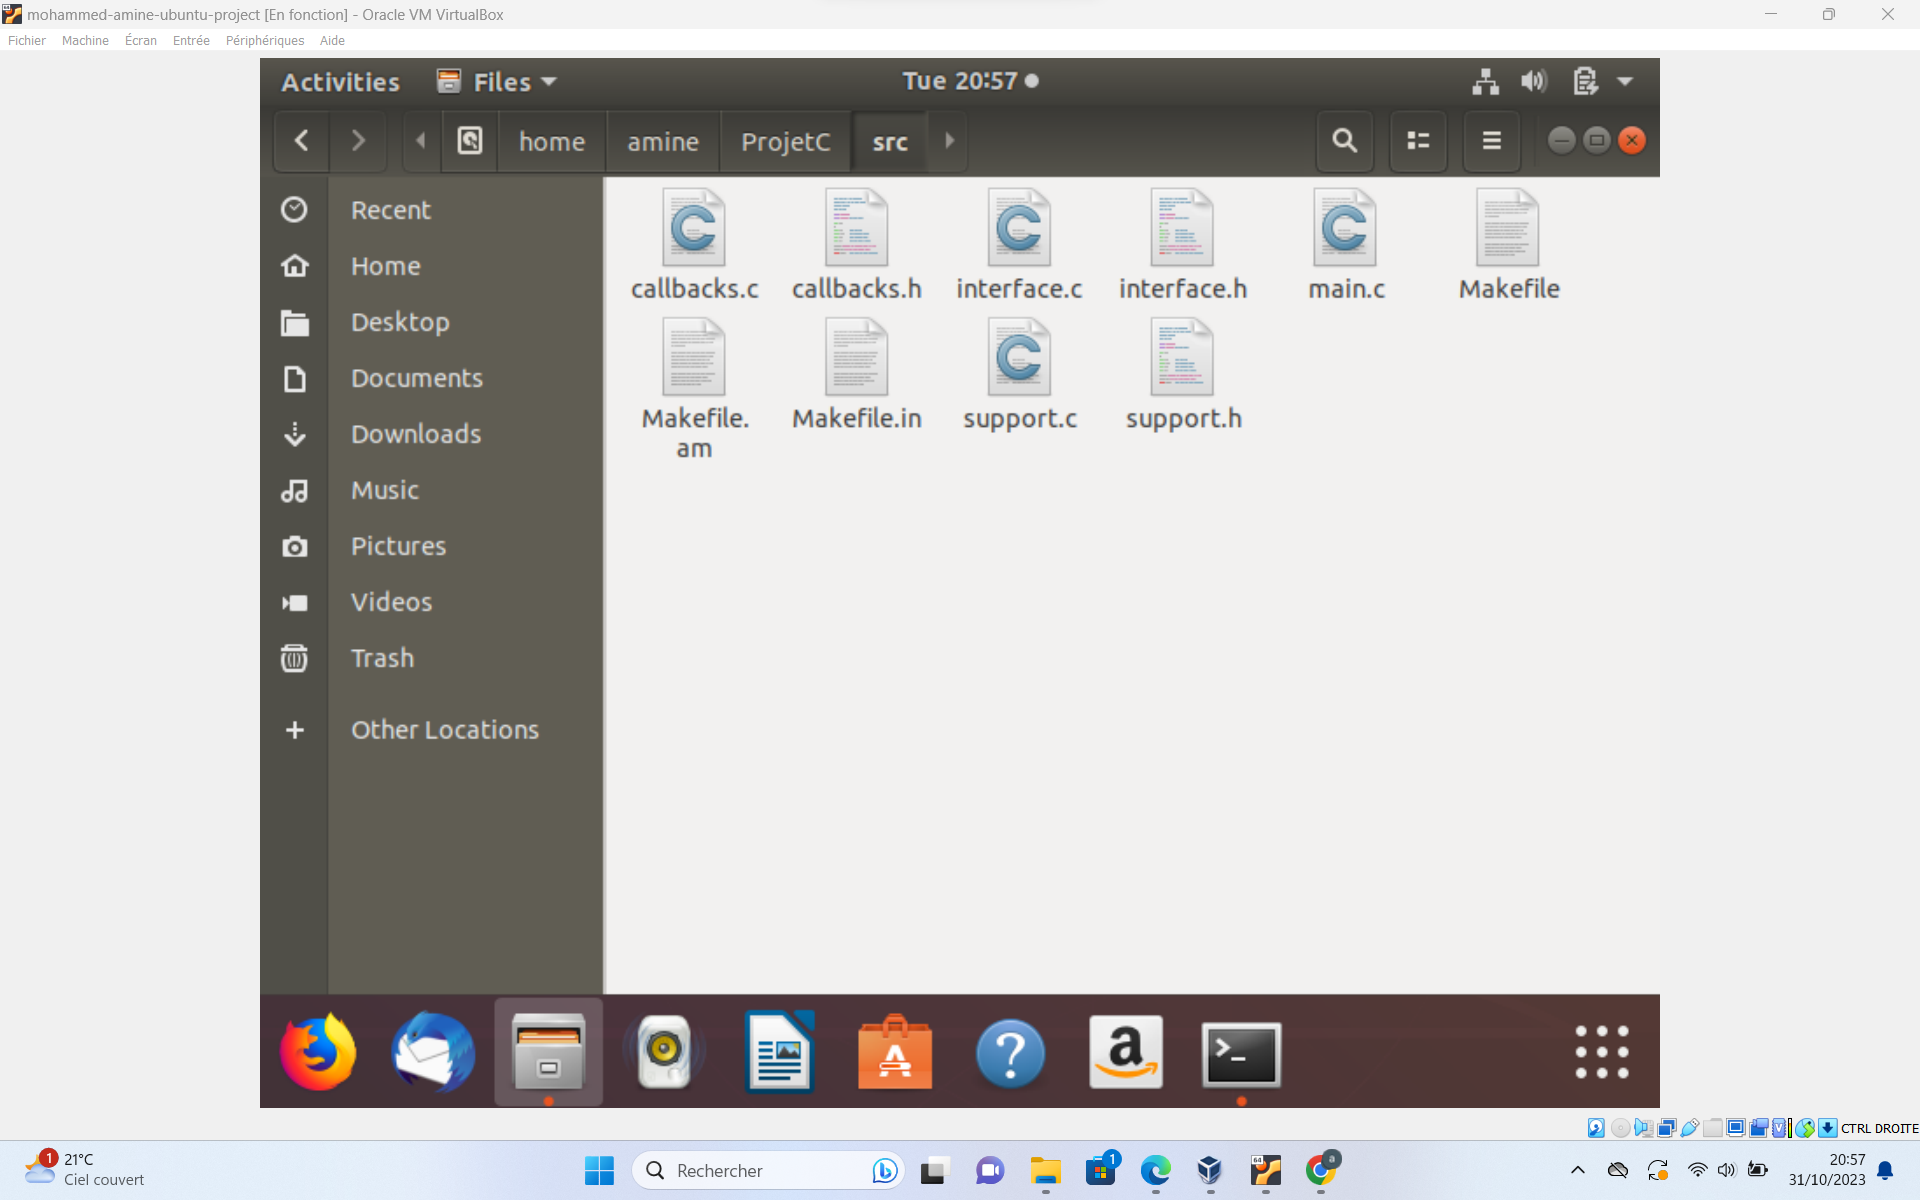 mohammed-amine-ubuntu-project [En fonction] - Oracle VM VirtualBox
Fichier Machine Écran Entrée Périphériques Aide
Activities Files Tue 20:57
home amine ProjetC src
Recent
Home
Desktop
Documents
Downloads
Music
Pictures
Videos
Trash
Other Locations
callbacks.c callbacks.h interface.c interface.h main.c Makefile
Makefile.
am
Makefile.in support.c support.h
CTRL DROITE
1
21°C
Ciel couvert
Rechercher
1
a
20:57
31/10/2023